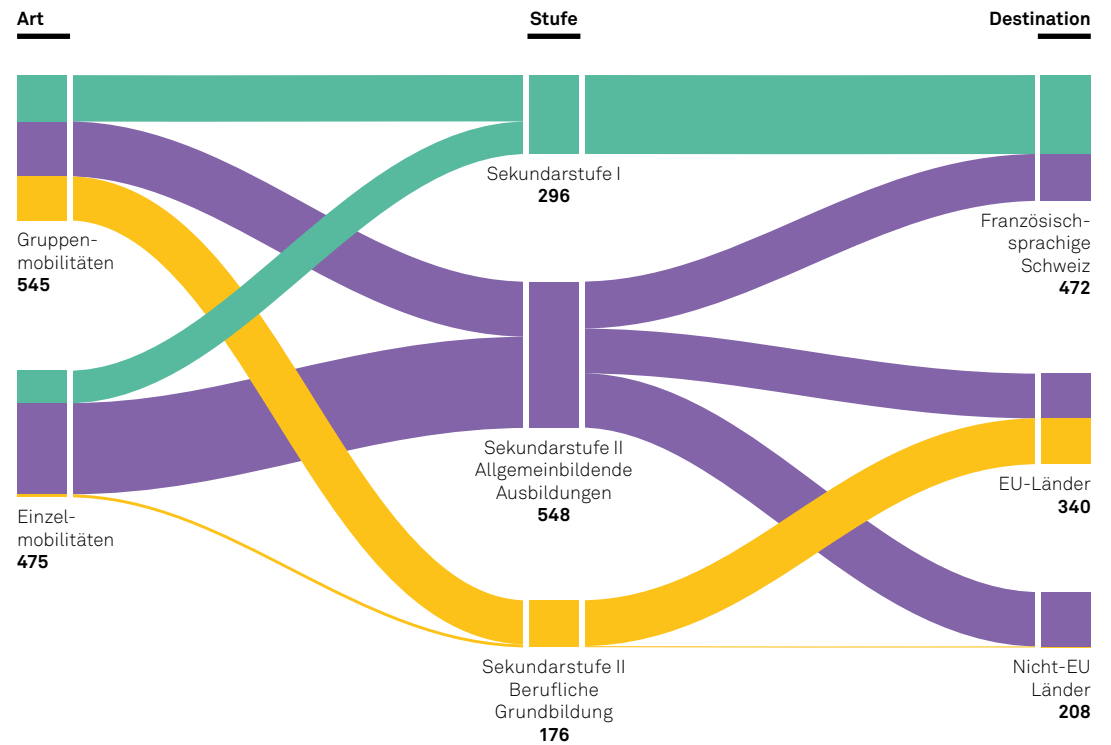 Art
Stufe
Destination
Gruppen-
mobilitäten
545
Einzel-
mobilitäten
475
Sekundarstufe I
296
Sekundarstufe II
Allgemeinbildende
Ausbildungen
548
Sekundarstufe II
Berufliche
Grundbildung
176
Französisch-
sprachige
Schweiz
472
EU-Länder
340
Nicht-EU
Länder
208